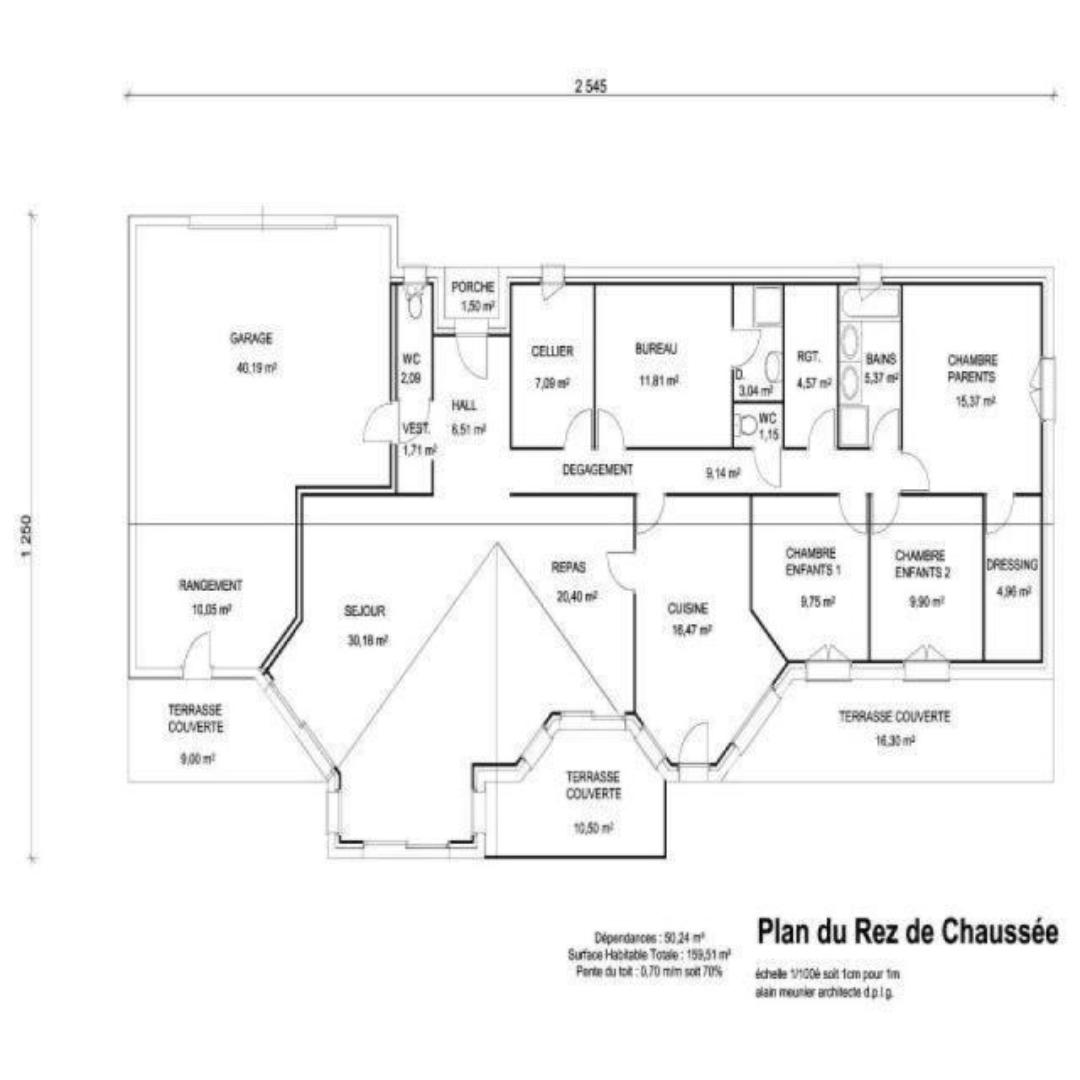 2 545
1 250
PORCHE
1,50 m²
GARAGE
40,19 m²
WC
2,09
HALL
6,51 m²
VEST.
1,71 m²
CELLIER
7,09 m²
BUREAU
11,81 m²
D.
3,04 m²
WC
1,15
RGT.
4,57 m²
BAINS
5,37 m²
CHAMBRE
PARENTS
15,37 m²
DEGAGEMENT
9,14 m²
RANGEMENT
10,05 m²
SEJOUR
30,18 m²
REPAS
20,40 m²
CUISINE
16,47 m²
CHAMBRE
ENFANTS 1
9,75 m²
CHAMBRE
ENFANTS 2
9,90 m²
DRESSING
4,96 m²
TERRASSE
COUVERTE
9,00 m²
TERRASSE
COUVERTE
10,50 m²
TERRASSE COUVERTE
16,30 m²
Dépendances : 50,24 m²
Surface Habitable Totale : 159,51 m²
Pente du toit : 0,70 m/m soit 70%
Plan du Rez de Chaussée
échelle 1/100è soit 1cm pour 1m
alain meunier architecte d.p.l.g.